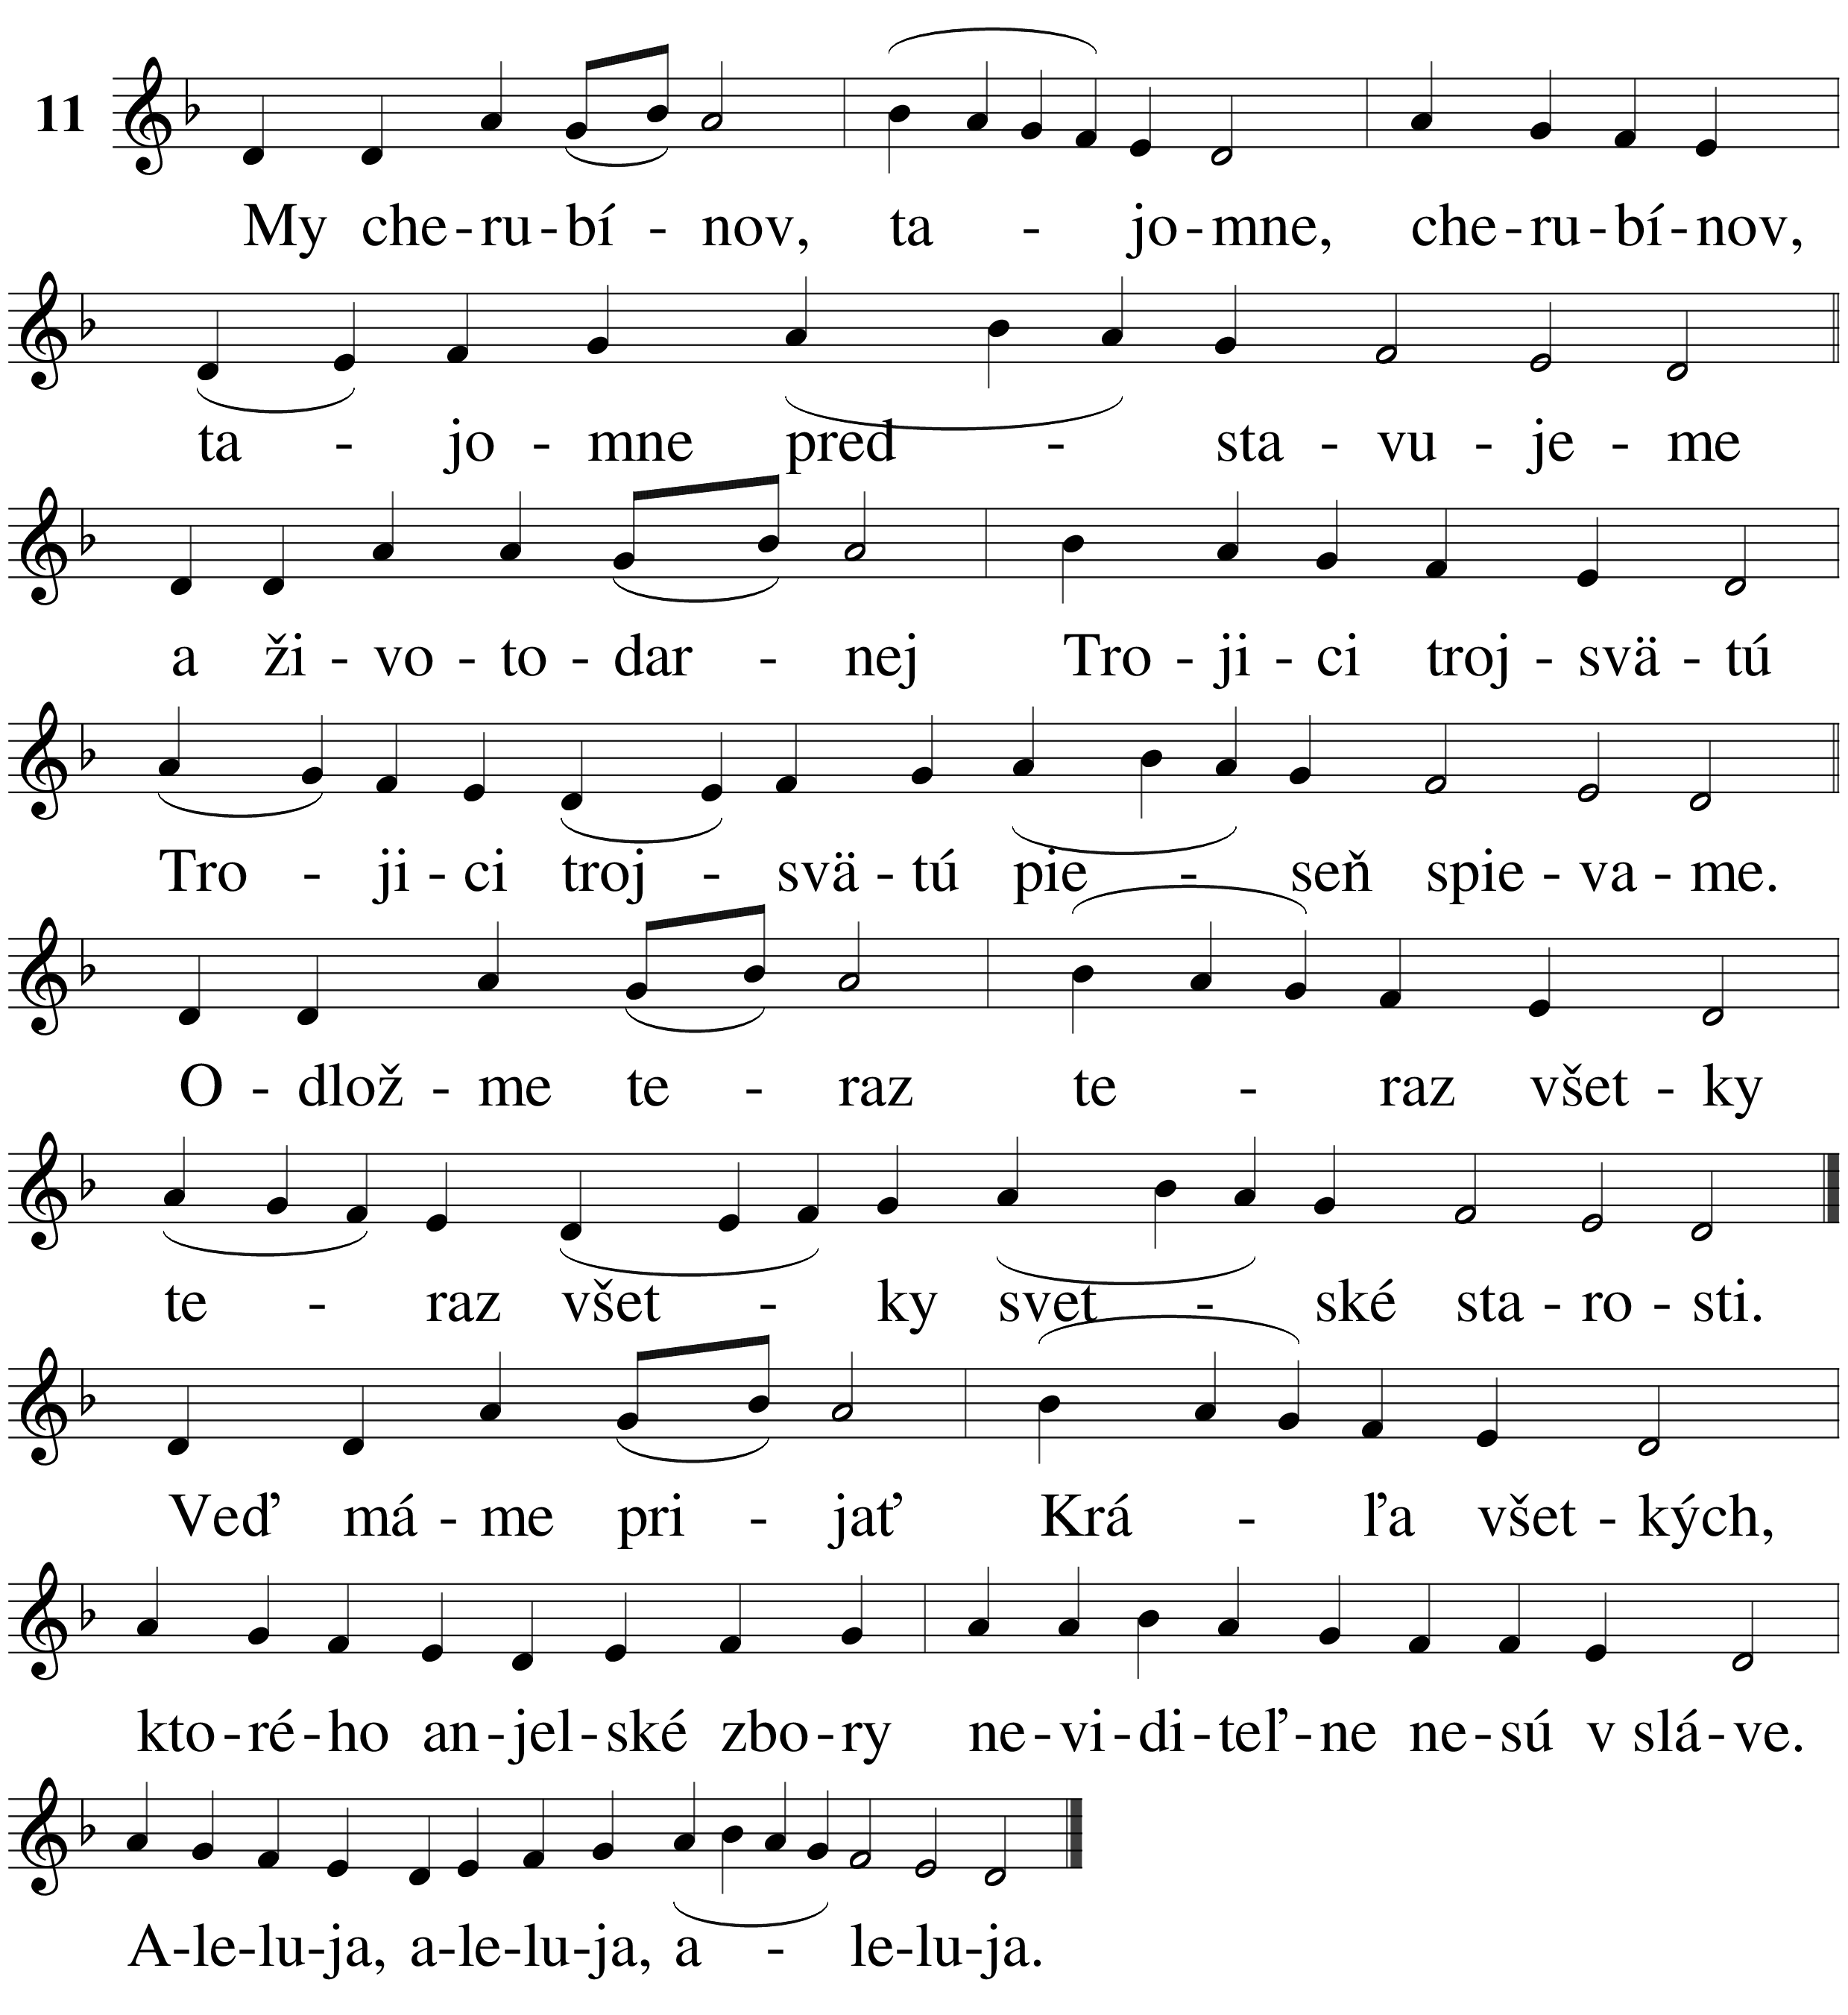 11
My che-ru-bí - nov, ta - jo-mne, che-ru-bí-nov,
ta - jo - mne pred - sta - vu - je - me
a ži - vo - to - dar - nej Tro - ji - ci troj - svä - tú
Tro - ji - ci troj - svä - tú pie - seň spie - va - me.
O - dlož - me te - raz te - raz všet - ky
te - raz všet - ky svet - ské sta - ro - sti.
Veď má - me pri - jať Krá - ľa všet - kých,
kto-ré-ho an-jel-ské zbo-ry ne-vi-di-teľ-ne ne-sú v slá-ve.
A-le-lu-ja, a-le-lu-ja, a - le-lu-ja.